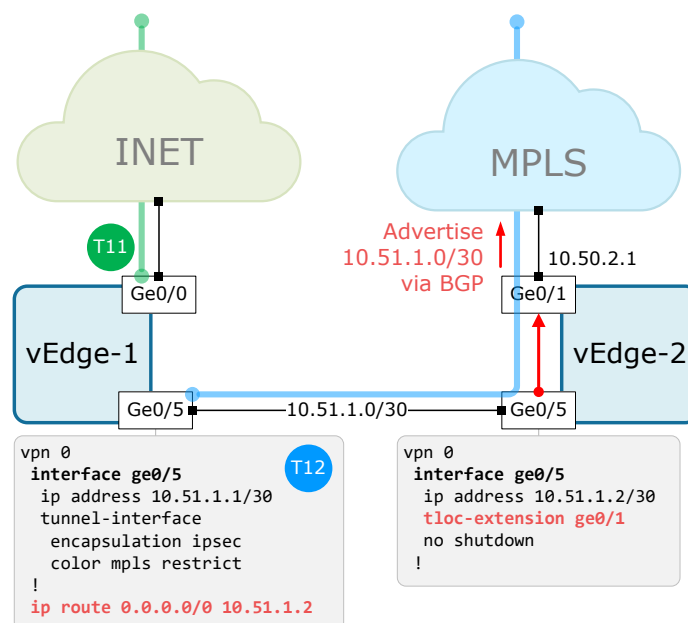 INET
MPLS
T11
Advertise
10.51.1.0/30
via BGP
10.50.2.1
Ge0/0
Ge0/1
vEdge-1
vEdge-2
Ge0/5
10.51.1.0/30
Ge0/5
vpn 0
interface ge0/5
ip address 10.51.1.1/30
tunnel-interface
encapsulation ipsec
color mpls restrict
!
ip route 0.0.0.0/0 10.51.1.2
T12
vpn 0
interface ge0/5
ip address 10.51.1.2/30
tloc-extension ge0/1
no shutdown
!